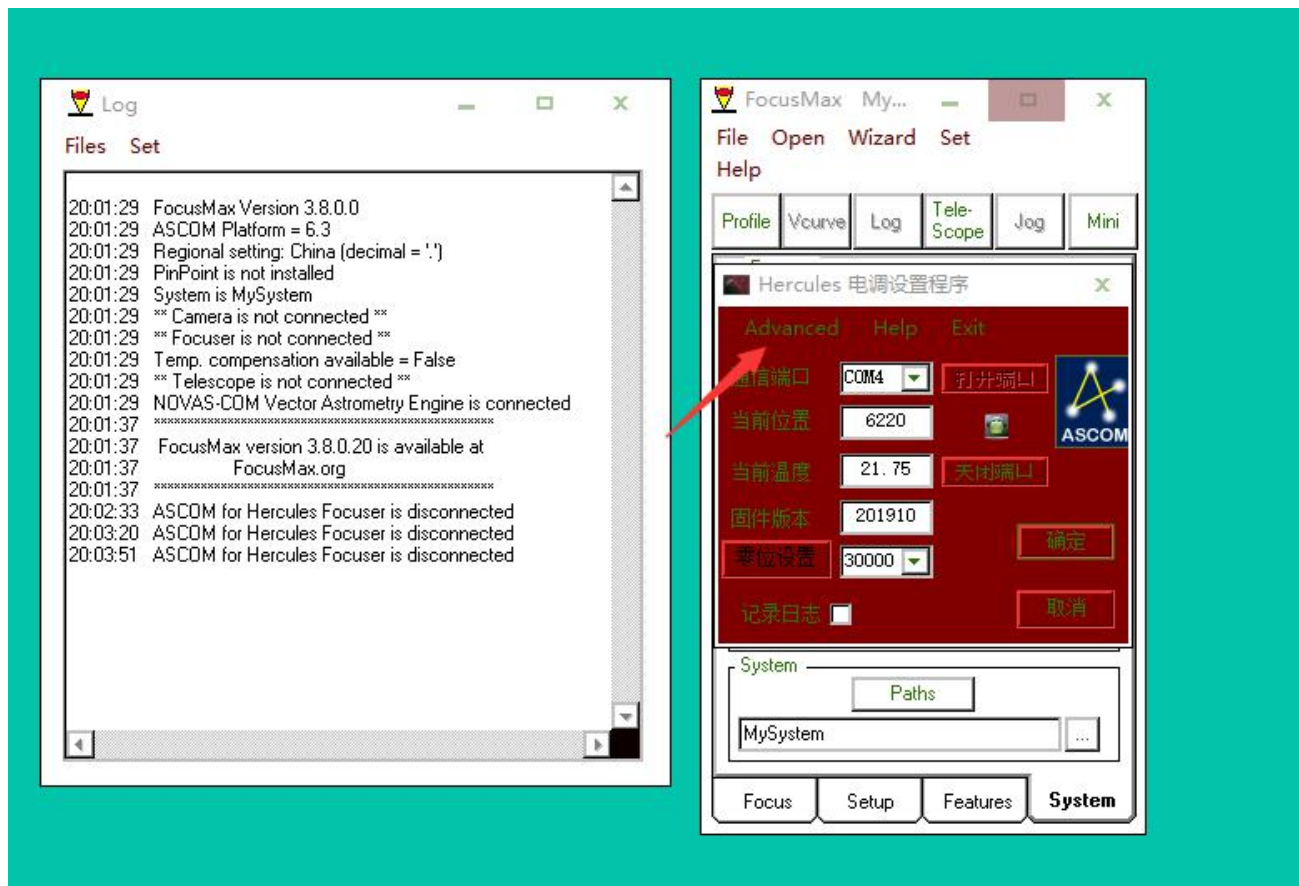 Log
Files Set
20:01:29 FocusMax Version 3.8.0.0
20:01:29 ASCOM Platform = 6.3
20:01:29 Regional setting: China (decimal = '.')
20:01:29 PinPoint is not installed
20:01:29 System is MySystem
20:01:29 ** Camera is not connected **
20:01:29 ** Focuser is not connected **
20:01:29 Temp. compensation available = False
20:01:29 ** Telescope is not connected **
20:01:29 NOVAS-COM Vector Astrometry Engine is connected
20:01:37 **************************************************
20:01:37 FocusMax version 3.8.0.20 is available at
20:01:37 FocusMax.org
20:01:37 **************************************************
20:02:33 ASCOM for Hercules Focuser is disconnected
20:03:20 ASCOM for Hercules Focuser is disconnected
20:03:51 ASCOM for Hercules Focuser is disconnected
FocusMax My...
File Open Wizard Set
Help
Profile Vcurve Log Tele-Scope Jog Mini
Hercules 电调设置程序
Advanced Help Exit
通信端口 COM4 打开端口
当前位置 6220
ASCOM
当前温度 21.75 关闭端口
固件版本 201910
确定
零位设置 30000
记录日志 取消
System
Paths
MySystem ...
Focus Setup Features System